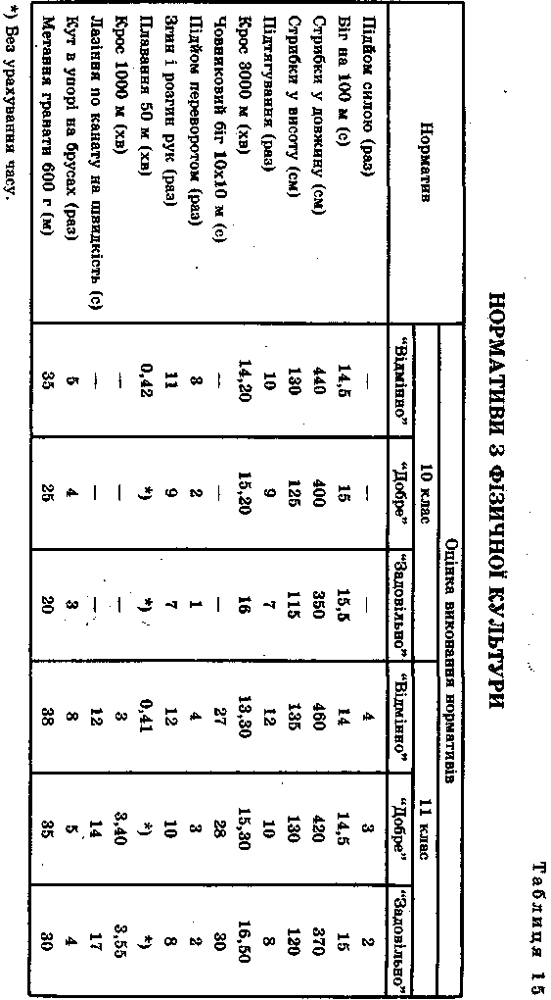 Таблиця 15
НОРМАТИВИ З ФІЗИЧНОЇ КУЛЬТУРИ
Норматив | Оцінка виконання нормативів
10 клас | 11 клас
“Відмінно” | “Добре” | “Задовільно” | “Відмінно” | “Добре” | “Задовільно”
Підйом силою (раз) | — | — | — | 4 | 3 | 2
Біг на 100 м (с) | 14,5 | 15 | 15,5 | 14 | 14,5 | 15
Стрибки у довжину (см) | 440 | 400 | 350 | 460 | 420 | 370
Стрибки у висоту (см) | 130 | 125 | 115 | 135 | 130 | 120
Підтягування (раз) | 10 | 9 | 7 | 12 | 10 | 8
Крос 3000 м (хв) | 14,20 | 15,20 | 16 | 13,30 | 15,30 | 16,50
Човниковий біг 10х10 м (с) | — | — | — | 27 | 28 | 30
Підйом переворотом (раз) | 3 | 2 | 1 | 4 | 3 | 2
Згин і розгин рук (раз) | 11 | 9 | 7 | 12 | 10 | 8
Плавання 50 м (хв) | 0,42 | *) | *) | 0,41 | *) | *)
Крос 1000 м (хв) | — | — | — | 3 | 3,40 | 3,55
Лазіння по канату на швидкість (с) | — | — | — | 12 | 14 | 17
Кут в упорі на брусах (раз) | 5 | 4 | 3 | 8 | 5 | 4
Метання гранати 600 г (м) | 35 | 25 | 20 | 38 | 35 | 30
*) Без урахування часу.